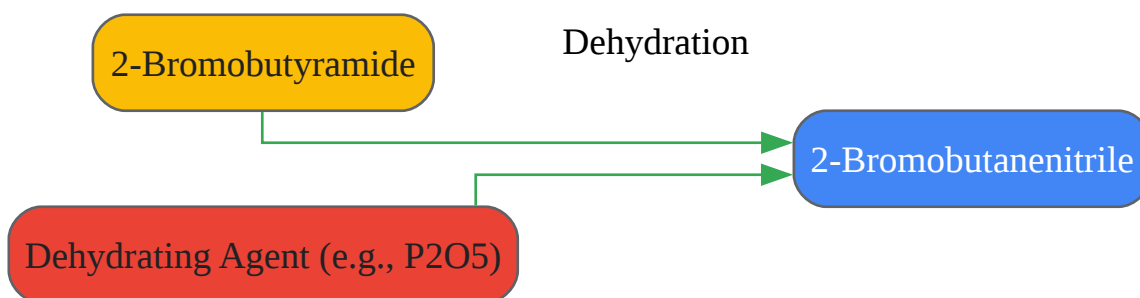 Dehydration
2-Bromobutyramide
2-Bromobutanenitrile
Dehydrating Agent (e.g., P2O5)